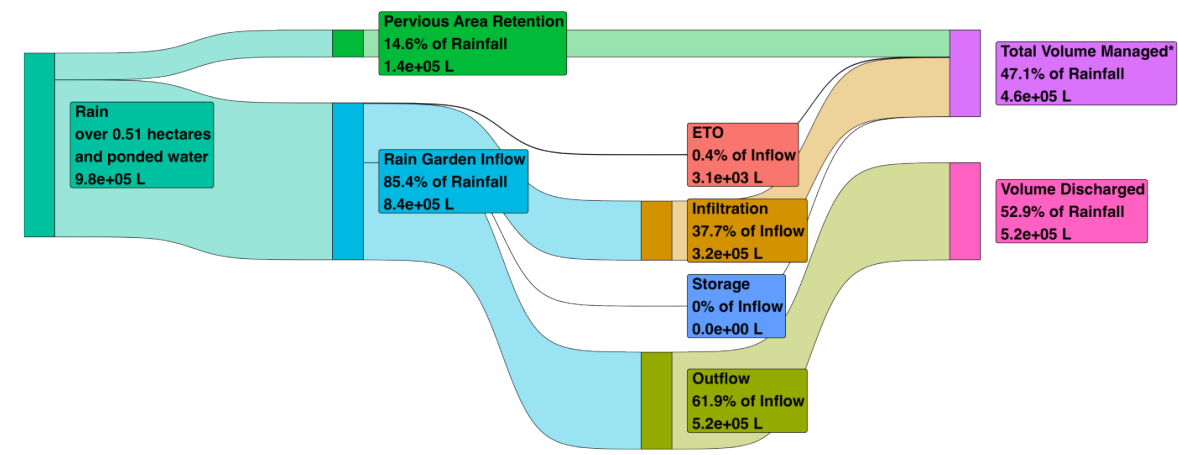 Pervious Area Retention
14.6% of Rainfall
1.4e+05 L
Rain
over 0.51 hectares
and ponded water
9.8e+05 L
Rain Garden Inflow
85.4% of Rainfall
8.4e+05 L
ETO
0.4% of Inflow
3.1e+03 L
Infiltration
37.7% of Inflow
3.2e+05 L
Storage
0% of Inflow
0.0e+00 L
Outflow
61.9% of Inflow
5.2e+05 L
Total Volume Managed*
47.1% of Rainfall
4.6e+05 L
Volume Discharged
52.9% of Rainfall
5.2e+05 L